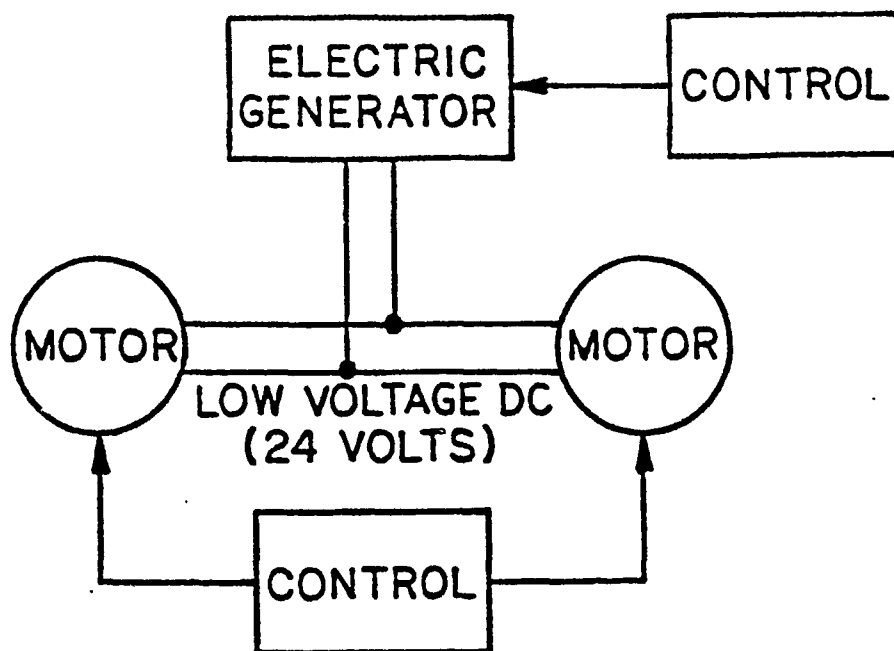 ELECTRIC
GENERATOR
CONTROL
MOTOR
MOTOR
LOW VOLTAGE DC
(24 VOLTS)
CONTROL